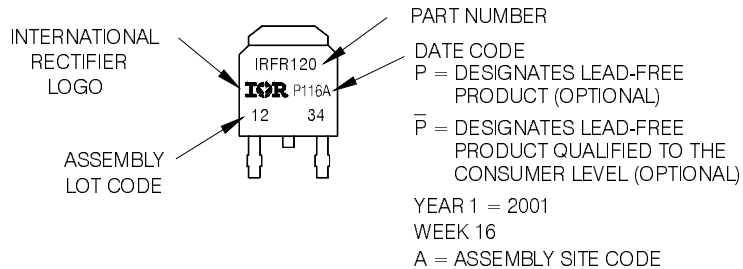 INTERNATIONAL
RECTIFIER
LOGO
ASSEMBLY
LOT CODE
IRFR120
IOR P116A
12 34
PART NUMBER
DATE CODE
P = DESIGNATES LEAD-FREE
PRODUCT (OPTIONAL)
P̅ = DESIGNATES LEAD-FREE
PRODUCT QUALIFIED TO THE
CONSUMER LEVEL (OPTIONAL)
YEAR 1 = 2001
WEEK 16
A = ASSEMBLY SITE CODE